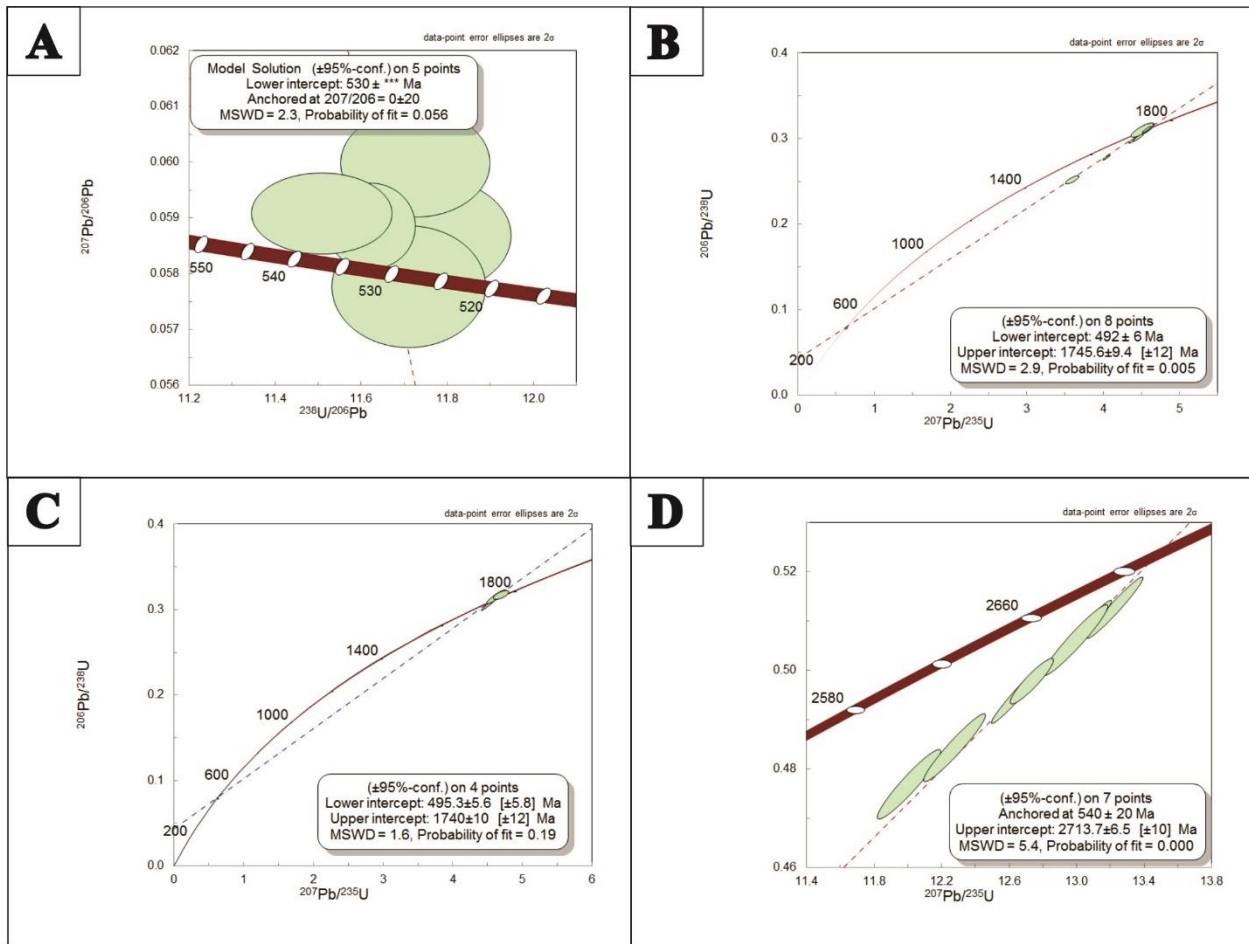 A
data-point error ellipses are 2σ
0.062
0.061
0.060
0.059
0.058
0.057
0.056
²⁰⁷Pb/²⁰⁶Pb
Model Solution (±95%-conf.) on 5 points
Lower intercept: 530 ± *** Ma
Anchored at 207/206 = 0±20
MSWD = 2.3, Probability of fit = 0.056
550
540
530
520
11.2
11.4
11.6
11.8
12.0
²³⁸U/²⁰⁶Pb
B
data-point error ellipses are 2σ
0.4
0.3
0.2
0.1
0.0
²⁰⁶Pb/²³⁸U
1800
1400
1000
600
200
(±95%-conf.) on 8 points
Lower intercept: 492 ± 6 Ma
Upper intercept: 1745.6±9.4 [±12] Ma
MSWD = 2.9, Probability of fit = 0.005
0
1
2
3
4
5
²⁰⁷Pb/²³⁵U
C
data-point error ellipses are 2σ
0.4
0.3
0.2
0.1
0.0
²⁰⁶Pb/²³⁸U
1800
1400
1000
600
200
(±95%-conf.) on 4 points
Lower intercept: 495.3±5.6 [±5.8] Ma
Upper intercept: 1740±10 [±12] Ma
MSWD = 1.6, Probability of fit = 0.19
0
1
2
3
4
5
6
²⁰⁷Pb/²³⁵U
D
data-point error ellipses are 2σ
0.52
0.50
0.48
0.46
²⁰⁶Pb/²³⁸U
2660
2580
(±95%-conf.) on 7 points
Anchored at 540 ± 20 Ma
Upper intercept: 2713.7±6.5 [±10] Ma
MSWD = 5.4, Probability of fit = 0.000
11.4
11.8
12.2
12.6
13.0
13.4
13.8
²⁰⁷Pb/²³⁵U